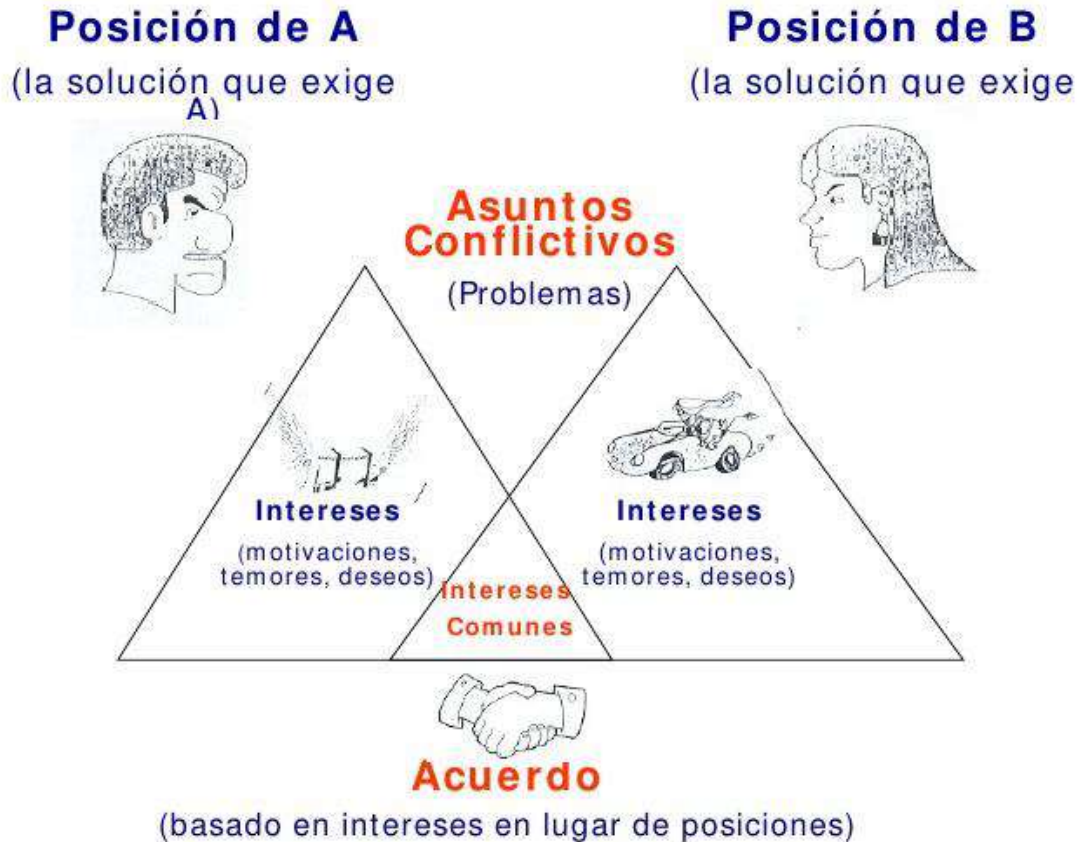 Posición de A
(la solución que exige
A)
Posición de B
(la solución que exige
Asuntos
Conflictivos
(Problemas)
Intereses
(motivaciones,
temores, deseos)
Intereses
(motivaciones,
temores, deseos)
Intereses
Comunes
Acuerdo
(basado en intereses en lugar de posiciones)